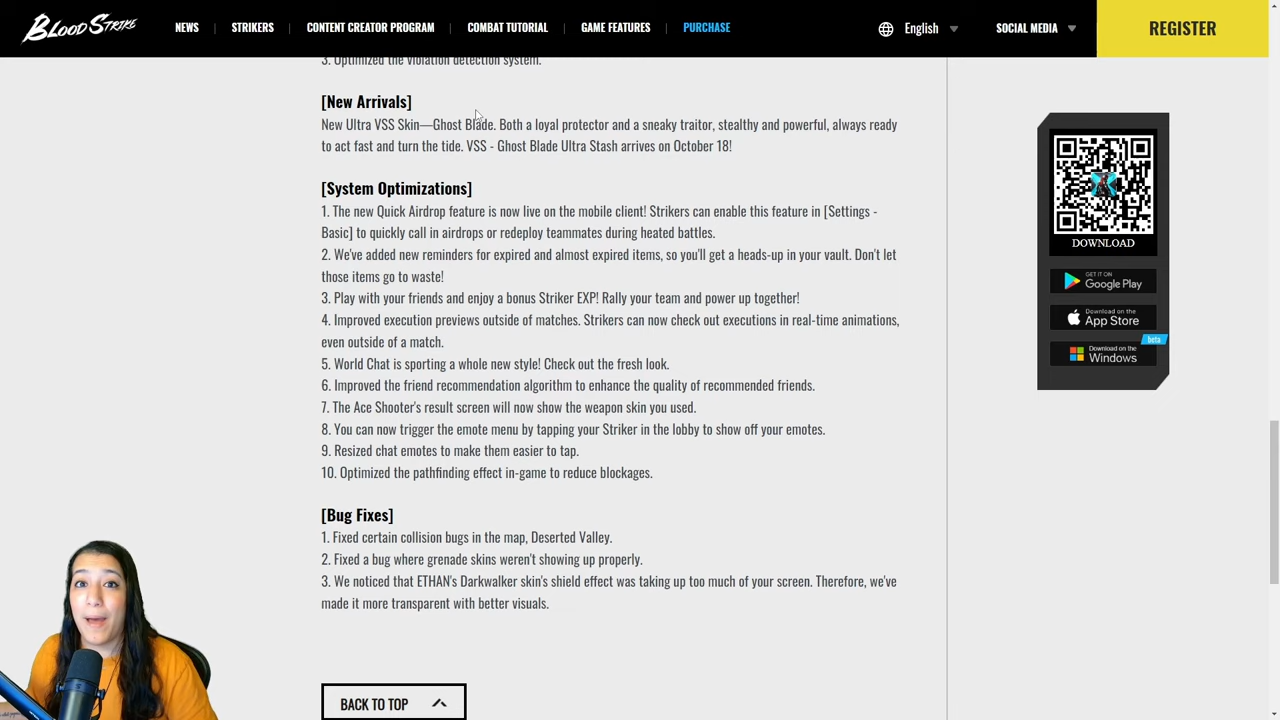 BLOOD STRIKE
NEWS
STRIKERS
CONTENT CREATOR PROGRAM
COMBAT TUTORIAL
GAME FEATURES
PURCHASE
English
SOCIAL MEDIA
REGISTER
3. Optimized the violation detection system.
[New Arrivals]
New Ultra VSS Skin—Ghost Blade. Both a loyal protector and a sneaky traitor, stealthy and powerful, always ready
to act fast and turn the tide. VSS - Ghost Blade Ultra Stash arrives on October 18!
[System Optimizations]
1. The new Quick Airdrop feature is now live on the mobile client! Strikers can enable this feature in [Settings -
Basic] to quickly call in airdrops or redeploy teammates during heated battles.
2. We've added new reminders for expired and almost expired items, so you'll get a heads-up in your vault. Don't let
those items go to waste!
3. Play with your friends and enjoy a bonus Striker EXP! Rally your team and power up together!
4. Improved execution previews outside of matches. Strikers can now check out executions in real-time animations,
even outside of a match.
5. World Chat is sporting a whole new style! Check out the fresh look.
6. Improved the friend recommendation algorithm to enhance the quality of recommended friends.
7. The Ace Shooter's result screen will now show the weapon skin you used.
8. You can now trigger the emote menu by tapping your Striker in the lobby to show off your emotes.
9. Resized chat emotes to make them easier to tap.
10. Optimized the pathfinding effect in-game to reduce blockages.
[Bug Fixes]
1. Fixed certain collision bugs in the map, Deserted Valley.
2. Fixed a bug where grenade skins weren't showing up properly.
3. We noticed that ETHAN's Darkwalker skin's shield effect was taking up too much of your screen. Therefore, we've
made it more transparent with better visuals.
BACK TO TOP
DOWNLOAD
GET IT ON
Google Play
Download on the
App Store
beta
Download on the
Windows